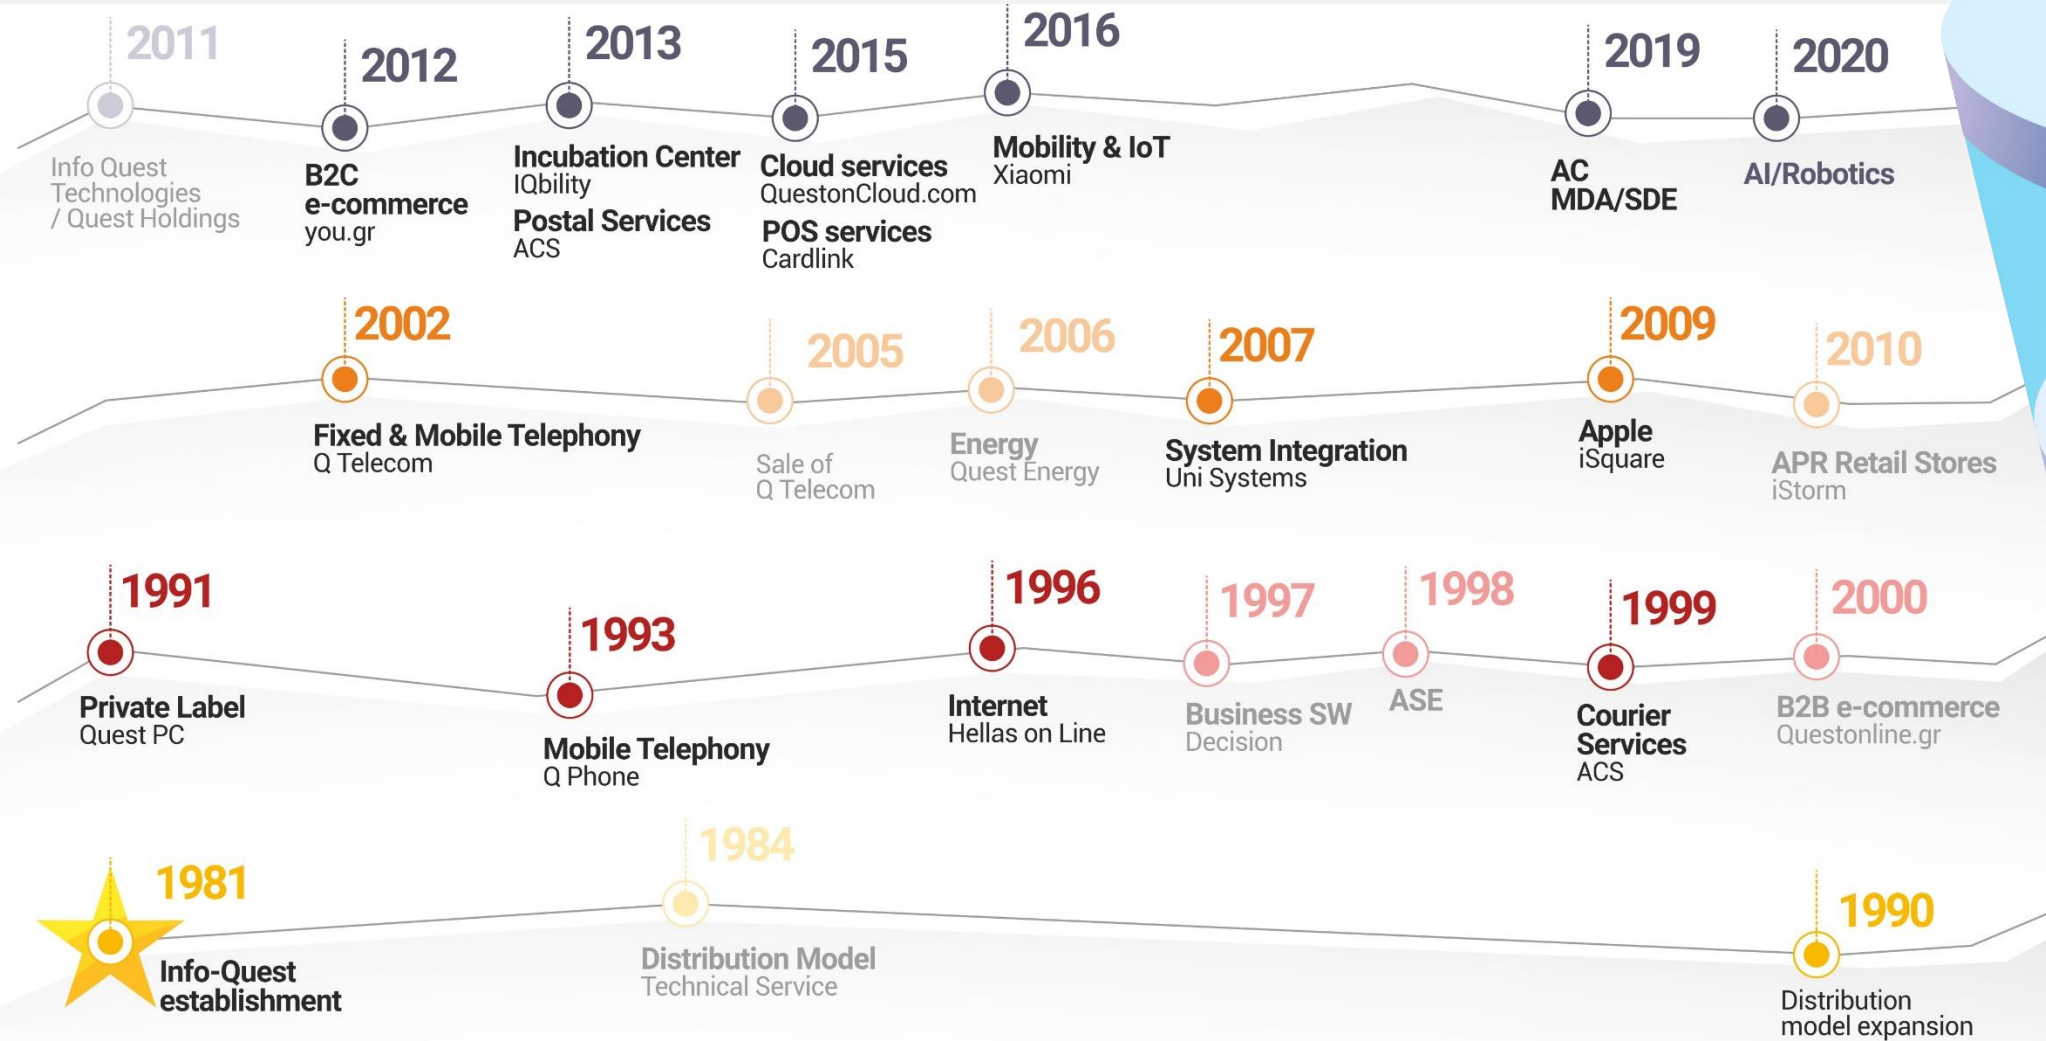 2011
Info Quest
Technologies
/ Quest Holdings
2012
B2C
e-commerce
you.gr
2013
Incubation Center
IQbility
Postal Services
ACS
2015
Cloud services
QuestonCloud.com
POS services
Cardlink
2016
Mobility & IoT
Xiaomi
2019
AC
MDA/SDE
2020
AI/Robotics
2002
Fixed & Mobile Telephony
Q Telecom
2005
Sale of
Q Telecom
2006
Energy
Quest Energy
2007
System Integration
Uni Systems
2009
Apple
iSquare
2010
APR Retail Stores
iStorm
1991
Private Label
Quest PC
1993
Mobile Telephony
Q Phone
1996
Internet
Hellas on Line
1997
Business SW
Decision
1998
ASE
1999
Courier
Services
ACS
2000
B2B e-commerce
Questonline.gr
1981
Info-Quest
establishment
1984
Distribution Model
Technical Service
1990
Distribution
model expansion